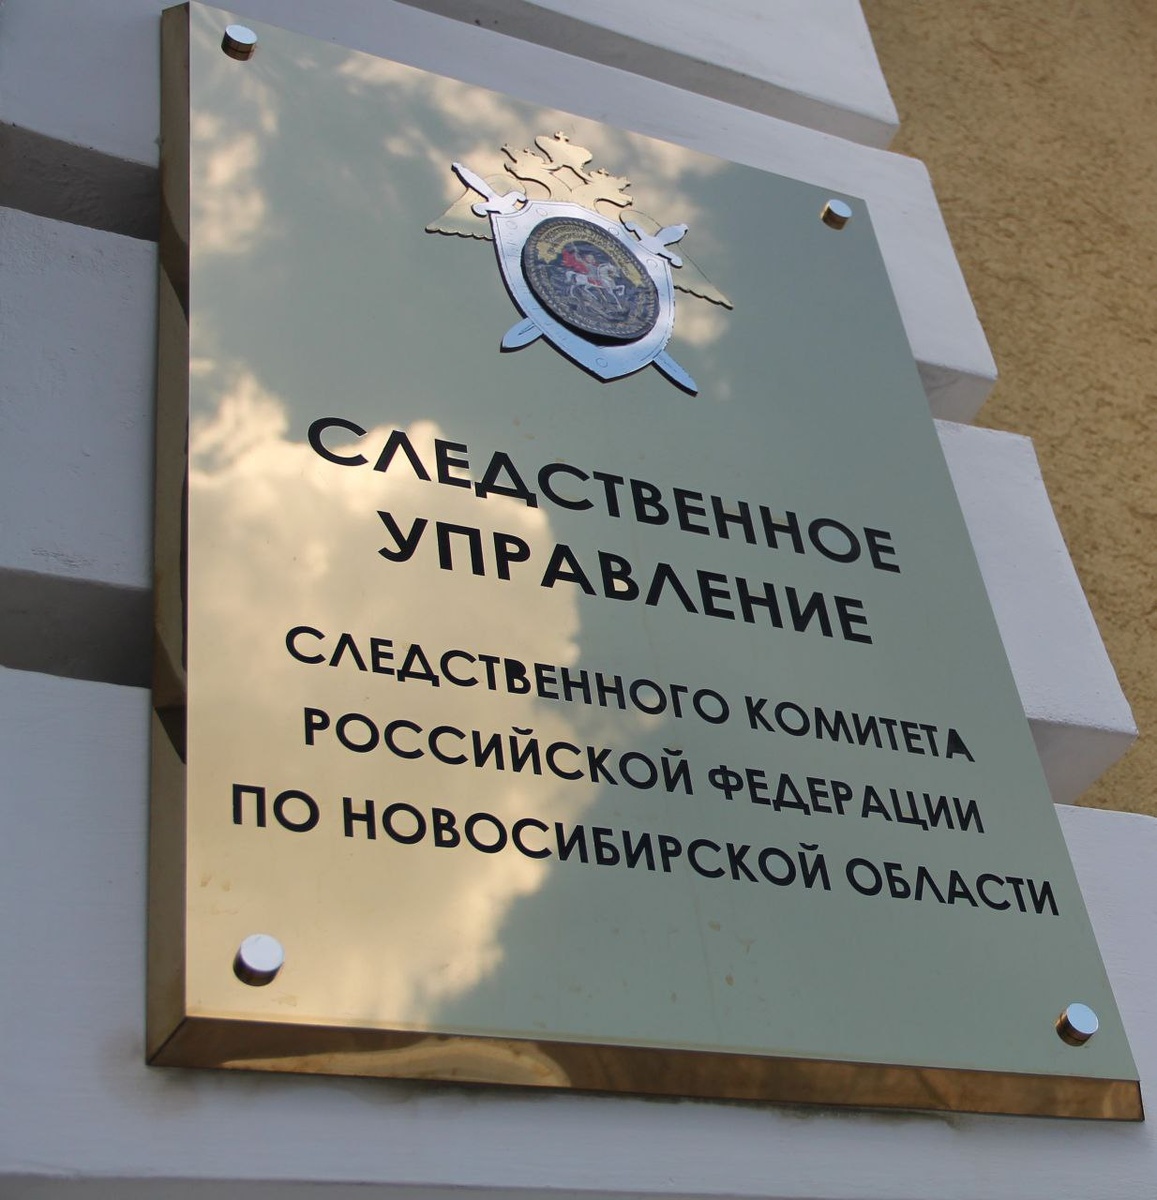 СЛЕДСТВЕННОЕ
УПРАВЛЕНИЕ
СЛЕДСТВЕННОГО КОМИТЕТА
РОССИЙСКОЙ ФЕДЕРАЦИИ
ПО НОВОСИБИРСКОЙ ОБЛАСТИ